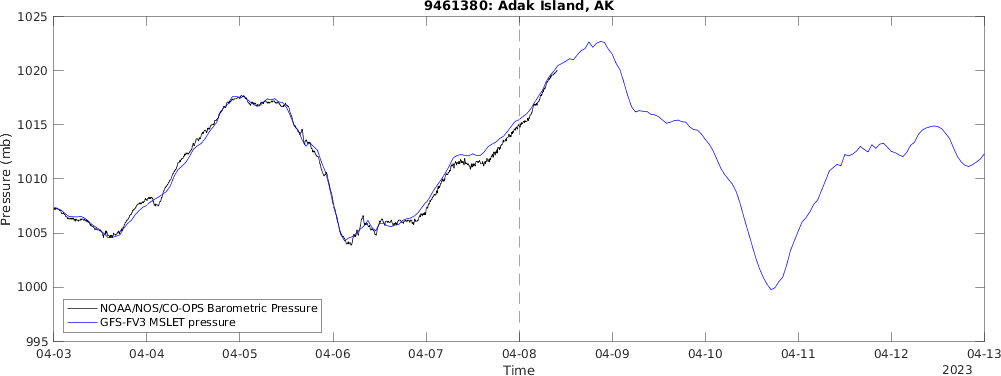 9461380: Adak Island, AK
Pressure (mb)
1025
1020
1015
1010
1005
1000
995
NOAA/NOS/CO-OPS Barometric Pressure
GFS-FV3 MSLET pressure
04-03 04-04 04-05 04-06 04-07 04-08 04-09 04-10 04-11 04-12 04-13
Time
2023